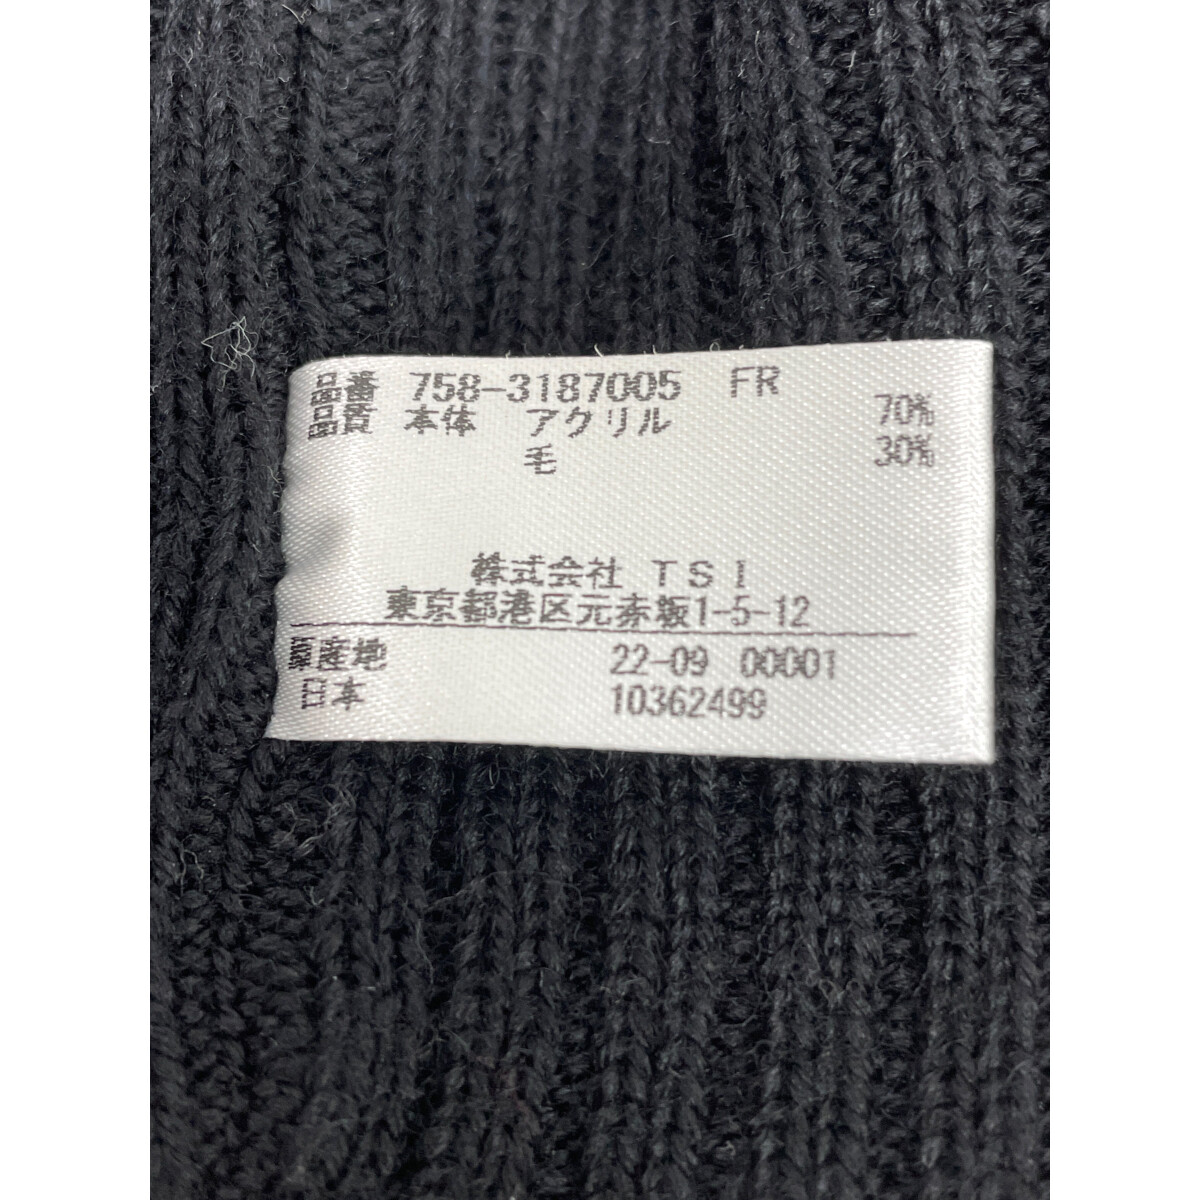 品番 758-3187005 FR
品質 本体 アクリル 70%
毛 30%
株式会社 TSI
東京都港区元赤坂1-5-12
原産地 22-09 00001
日本 10362499